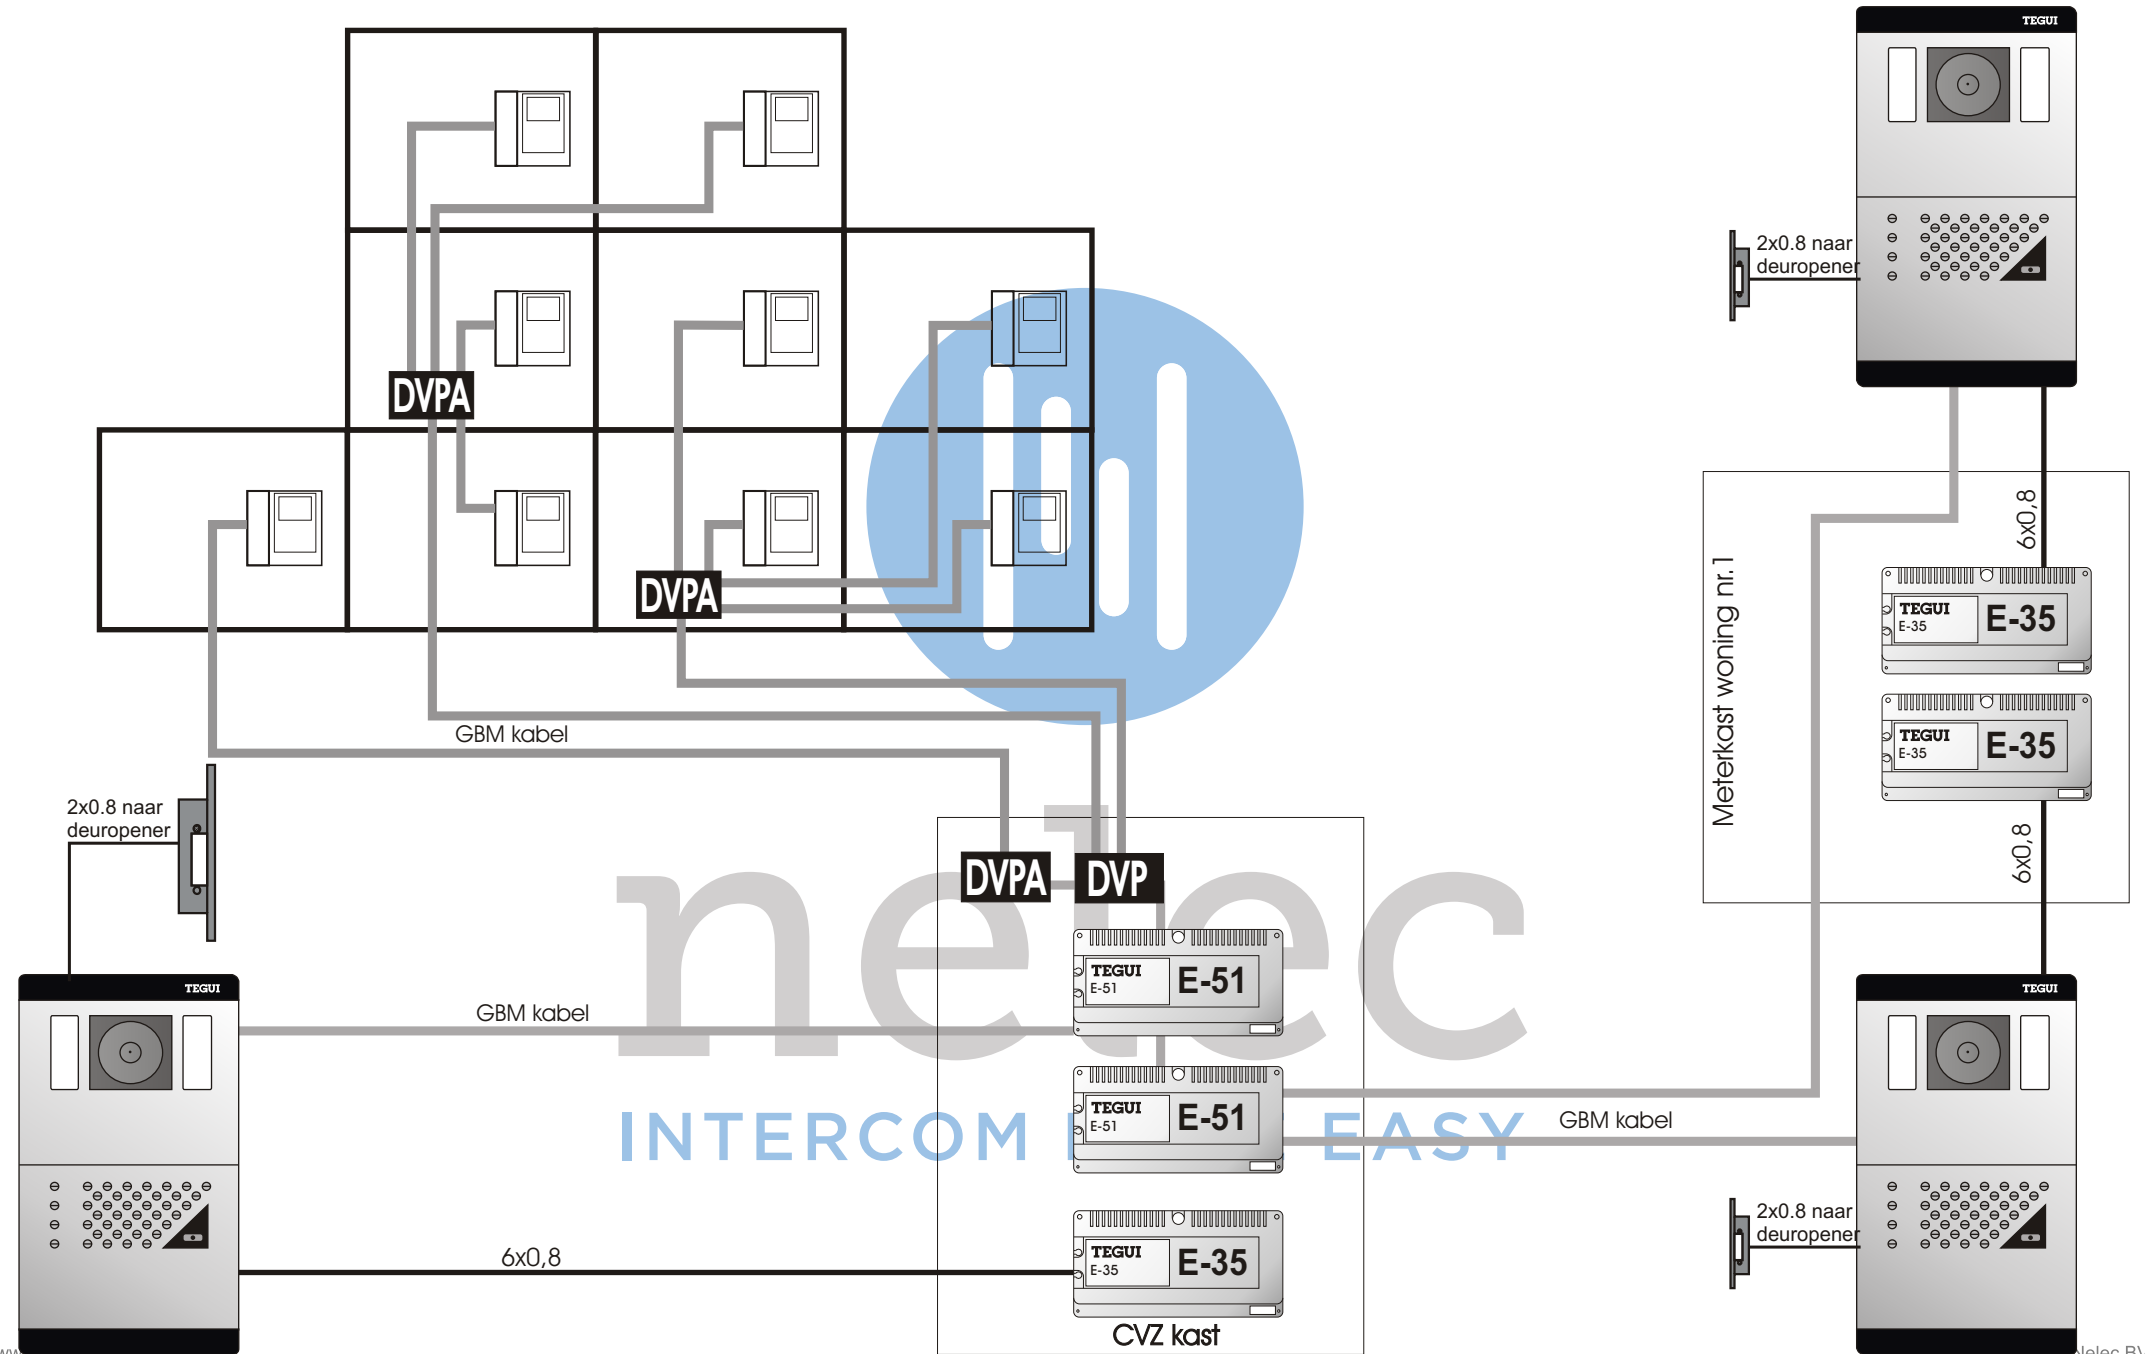 TEGUI
2x0.8 naar
deuropener
DVPA
6x0,8
Meterkast woning nr.1
TEGUI
E-35
E-35
DVPA
TEGUI
E-35
E-35
GBM kabel
2x0.8 naar
deuropener
6x0,8
DVPA
DVP
nelec
TEGUI
E-51
E-51
TEGUI
GBM kabel
TEGUI
TEGUI
E-51
E-51
INTERCOM
EASY
GBM kabel
2x0.8 naar
deuropener
6x0,8
TEGUI
E-35
E-35
CVZ kast
Nelec BV